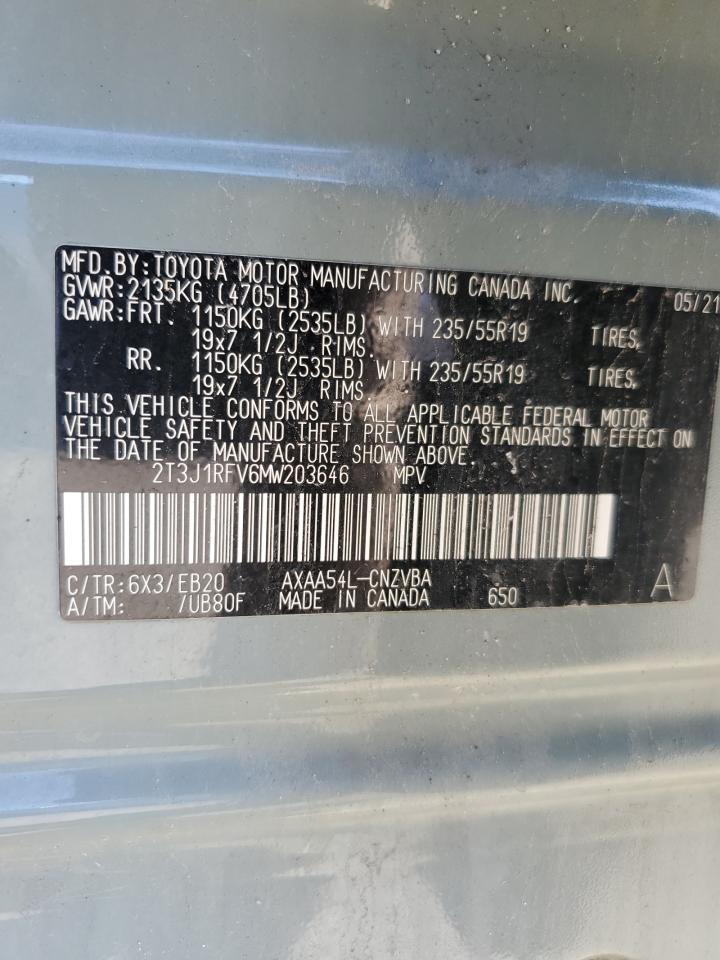 MFD.BY:TOYOTA MOTOR MANUFACTURING CANADA INC. 05/21
GVWR:2135KG (4705LB)
GAWR:FRT. 1150KG (2535LB) WITH 235/55R19 TIRES,
19x7 1/2J RIMS.
RR. 1150KG (2535LB) WITH 235/55R19 TIRES,
19x7 1/2J RIMS.
THIS VEHICLE CONFORMS TO ALL APPLICABLE FEDERAL MOTOR
VEHICLE SAFETY AND THEFT PREVENTION STANDARDS IN EFFECT ON
THE DATE OF MANUFACTURE SHOWN ABOVE.
2T3J1RFV6MW203646 MPV
C/TR:6X3/EB20 AXAA54L-CNZVBA A
A/TM: /UB80F MADE IN CANADA 650